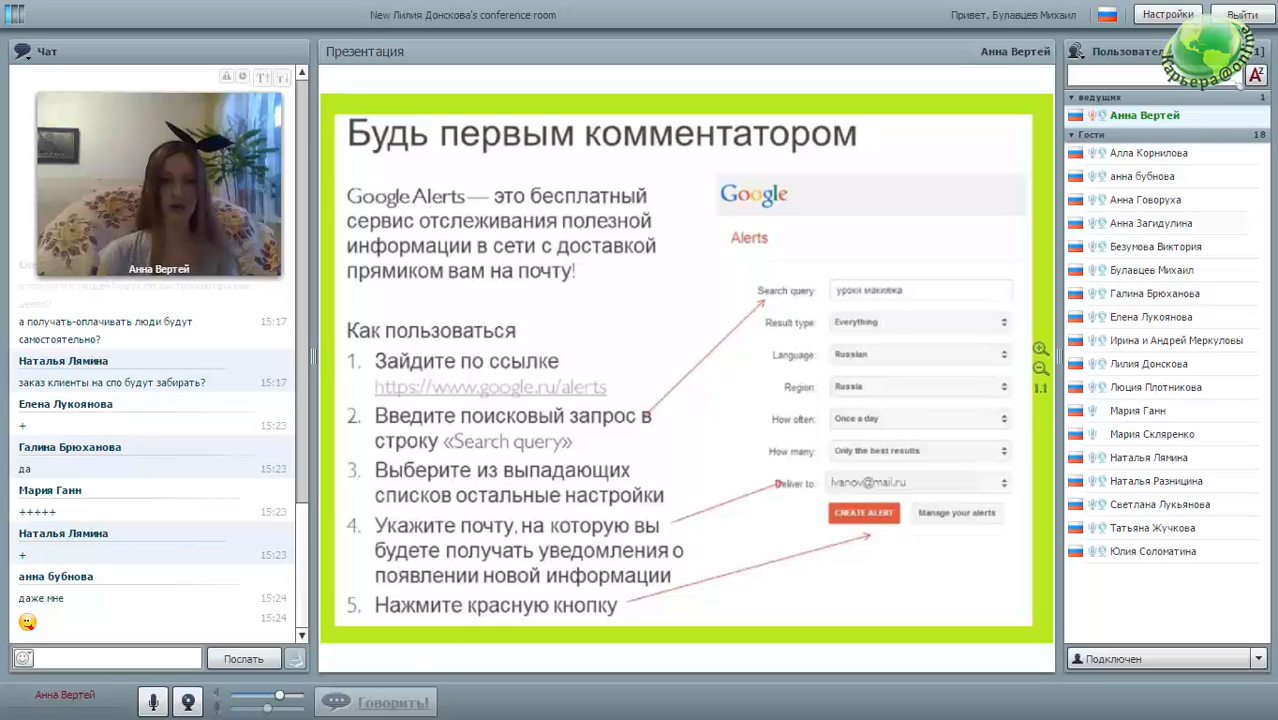 New Лилия Донскова's conference room
Привет, Булавцев Михаил
Настройки
Выйти
Чат
Анна Вертей
а получать-оплачивать люди будут
самостоятельно?
15:17
Наталья Лямина
заказ клиенты на спо будут забирать?
15:17
Елена Лукоянова
+
15:23
Галина Брюханова
да
15:23
Мария Ганн
+++++
15:23
Наталья Лямина
+
15:23
анна бубнова
даже мне
15:24
15:24
Послать
Презентация
Анна Вертей
Будь первым комментатором
Google Alerts— это бесплатный
сервис отслеживания полезной
информации в сети с доставкой
прямиком вам на почту!
Как пользоваться
1. Зайдите по ссылке
https://www.google.ru/alerts
2. Введите поисковый запрос в
строку «Search query»
3. Выберите из выпадающих
списков остальные настройки
4. Укажите почту, на которую вы
будете получать уведомления о
появлении новой информации
5. Нажмите красную кнопку
Google
Alerts
Search query: уроки макияжа
Result type: Everything
Language: Russian
Region: Russia
How often: Once a day
How many: Only the best results
Deliver to: Ivanov@mail.ru
CREATE ALERT
Manage your alerts
1:1
Карьера@online
ведущих 1
Анна Вертей
Гости 18
Алла Корнилова
анна бубнова
Анна Говоруха
Анна Загидулина
Безумова Виктория
Булавцев Михаил
Галина Брюханова
Елена Лукоянова
Ирина и Андрей Меркуловы
Лилия Донскова
Люция Плотникова
Мария Ганн
Мария Скляренко
Наталья Лямина
Наталья Разницина
Светлана Лукьянова
Татьяна Жучкова
Юлия Соломатина
Подключен
Анна Вертей
Говорить!